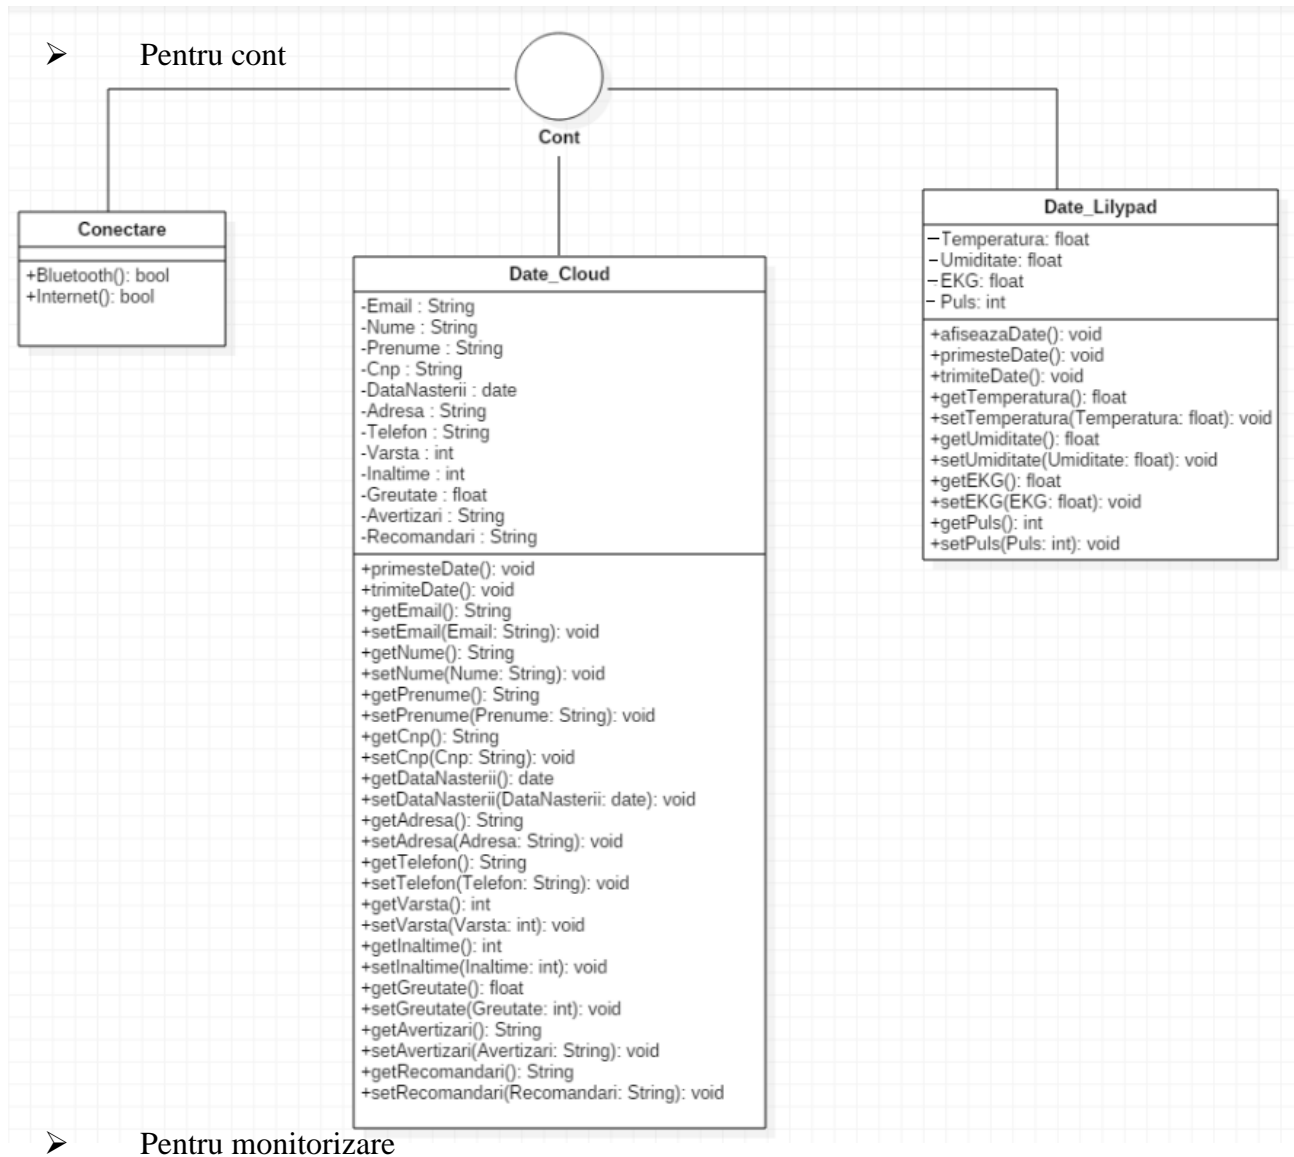 ➢ Pentru cont
Cont
Conectare
+Bluetooth(): bool
+Internet(): bool
Date_Cloud
-Email : String
-Nume : String
-Prenume : String
-Cnp : String
-DataNasterii : date
-Adresa : String
-Telefon : String
-Varsta : int
-Inaltime : int
-Greutate : float
-Avertizari : String
-Recomandari : String
+primesteDate(): void
+trimiteDate(): void
+getEmail(): String
+setEmail(Email: String): void
+getNume(): String
+setNume(Nume: String): void
+getPrenume(): String
+setPrenume(Prenume: String): void
+getCnp(): String
+setCnp(Cnp: String): void
+getDataNasterii(): date
+setDataNasterii(DataNasterii: date): void
+getAdresa(): String
+setAdresa(Adresa: String): void
+getTelefon(): String
+setTelefon(Telefon: String): void
+getVarsta(): int
+setVarsta(Varsta: int): void
+getInaltime(): int
+setInaltime(Inaltime: int): void
+getGreutate(): float
+setGreutate(Greutate: int): void
+getAvertizari(): String
+setAvertizari(Avertizari: String): void
+getRecomandari(): String
+setRecomandari(Recomandari: String): void
Date_Lilypad
-Temperatura: float
-Umiditate: float
-EKG: float
- Puls: int
+afiseazaDate(): void
+primesteDate(): void
+trimiteDate(): void
+getTemperatura(): float
+setTemperatura(Temperatura: float): void
+getUmiditate(): float
+setUmiditate(Umiditate: float): void
+getEKG(): float
+setEKG(EKG: float): void
+getPuls(): int
+setPuls(Puls: int): void
➢ Pentru monitorizare